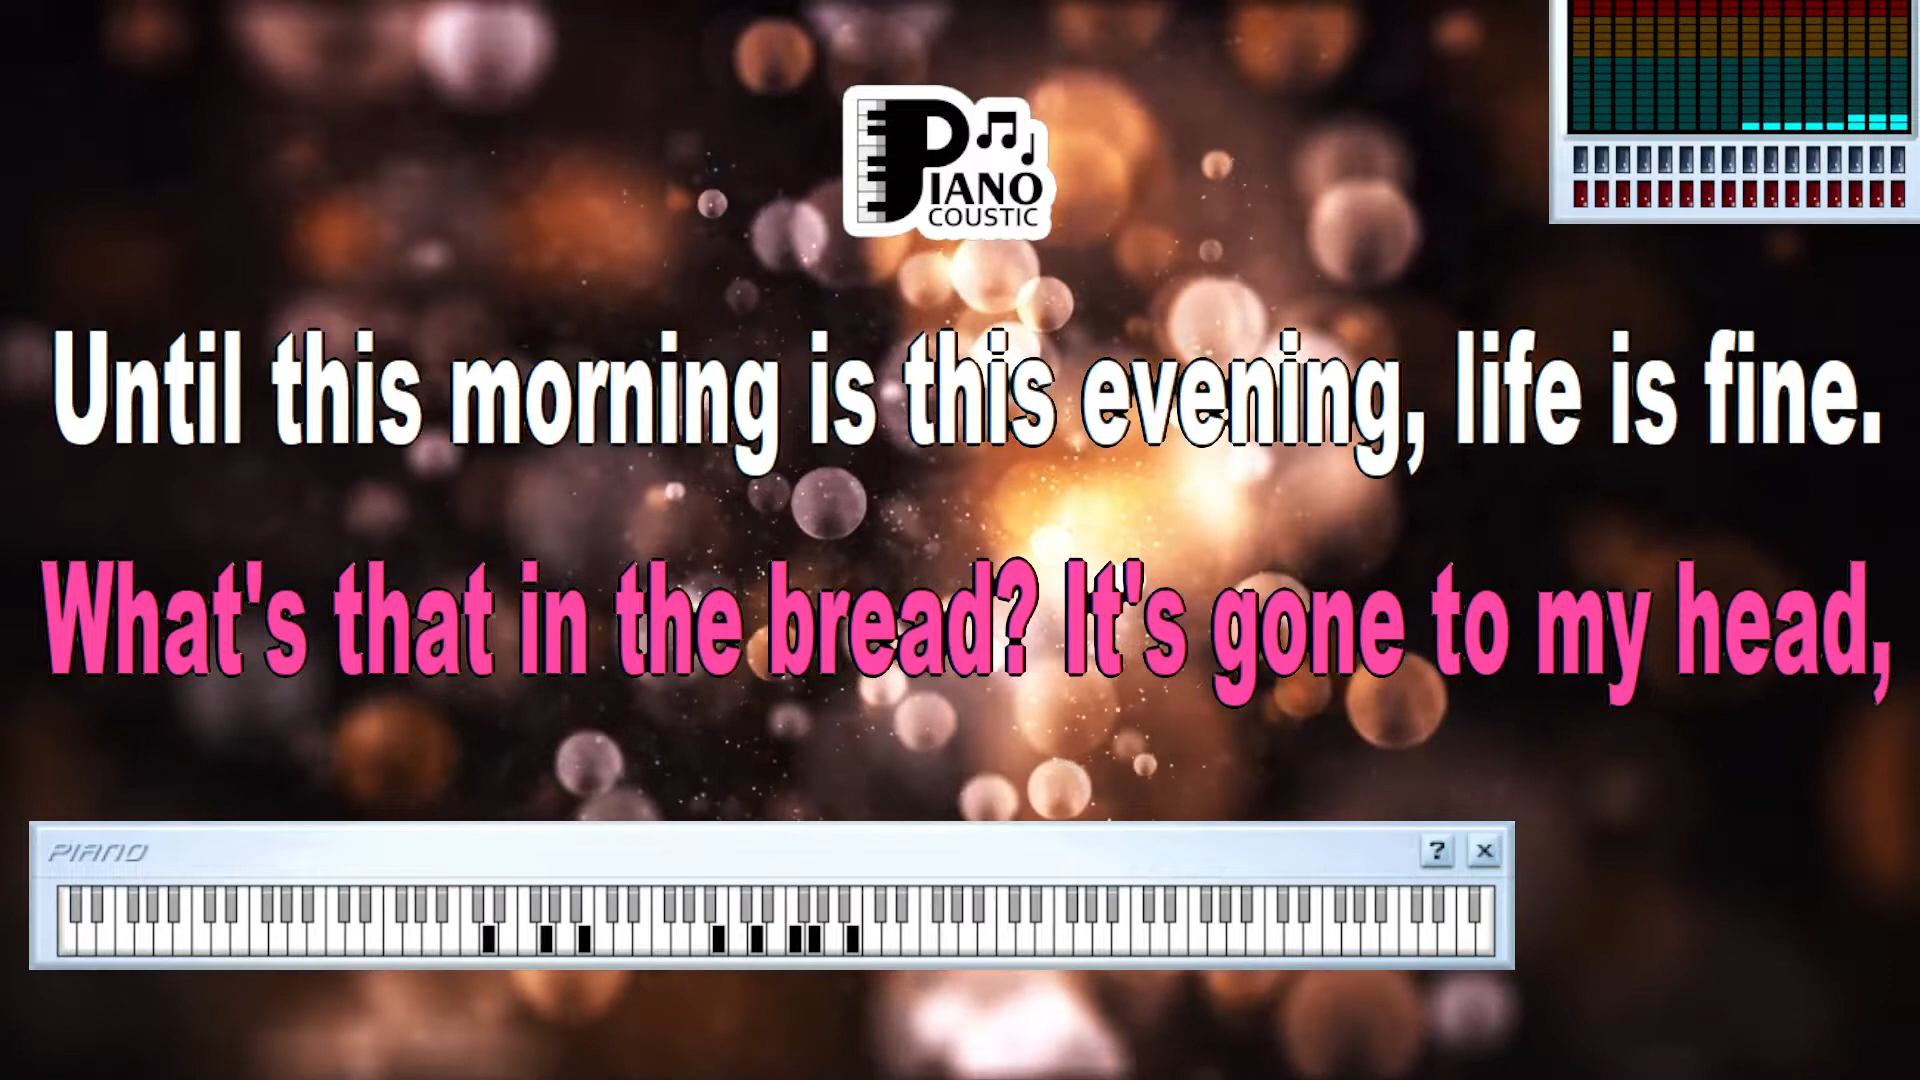 PIANO
COUSTIC
Until this morning is this evening, life is fine.
What's that in the bread? It's gone to my head,
PIANO
?
x